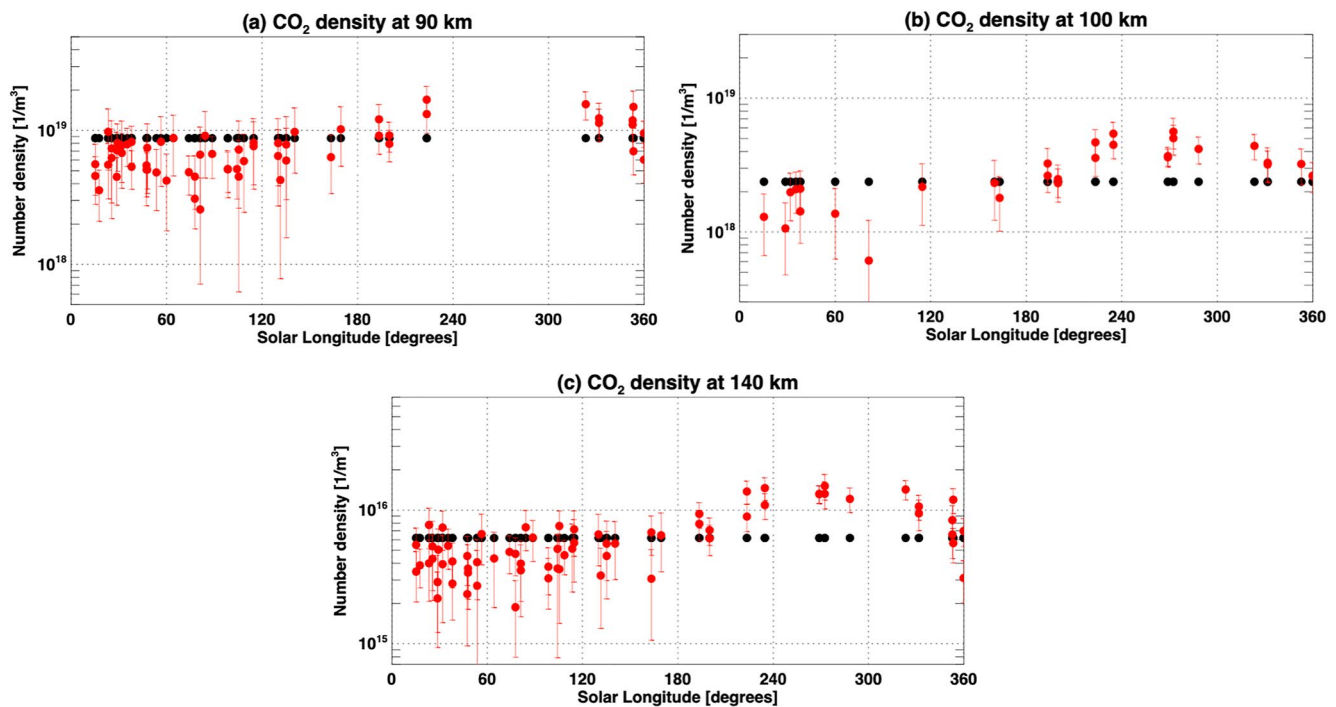 (a) CO₂ density at 90 km
Number density [1/m³]
10¹⁹
10¹⁸
0 60 120 180 240 300 360
Solar Longitude [degrees]
(b) CO₂ density at 100 km
Number density [1/m³]
10¹⁹
10¹⁸
0 60 120 180 240 300 360
Solar Longitude [degrees]
(c) CO₂ density at 140 km
Number density [1/m³]
10¹⁶
10¹⁵
0 60 120 180 240 300 360
Solar Longitude [degrees]